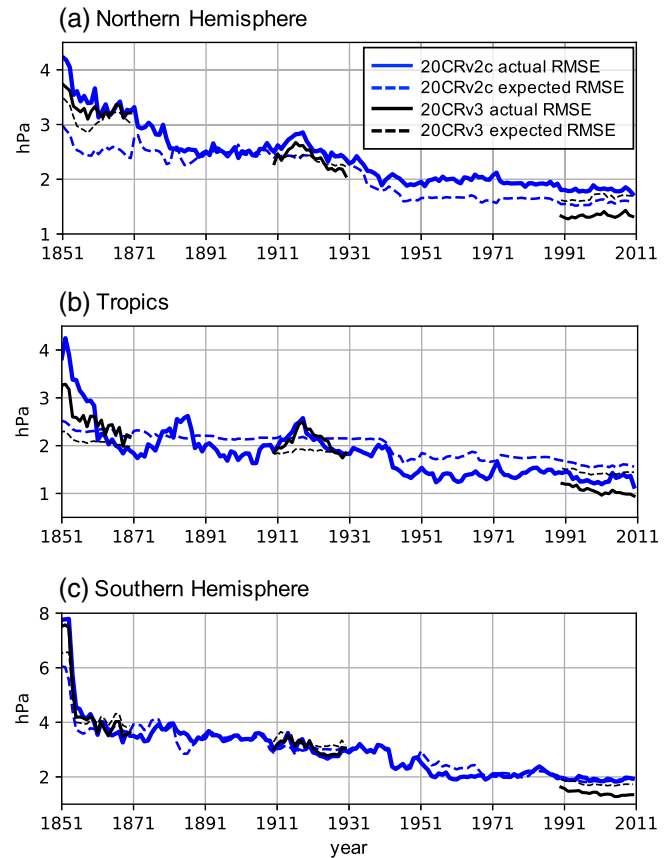 (a) Northern Hemisphere
20CRv2c actual RMSE
20CRv2c expected RMSE
20CRv3 actual RMSE
20CRv3 expected RMSE
4
3
2
1
hPa
1851 1871 1891 1911 1931 1951 1971 1991 2011
(b) Tropics
4
3
2
1
hPa
1851 1871 1891 1911 1931 1951 1971 1991 2011
(c) Southern Hemisphere
8
6
4
2
hPa
1851 1871 1891 1911 1931 1951 1971 1991 2011
year